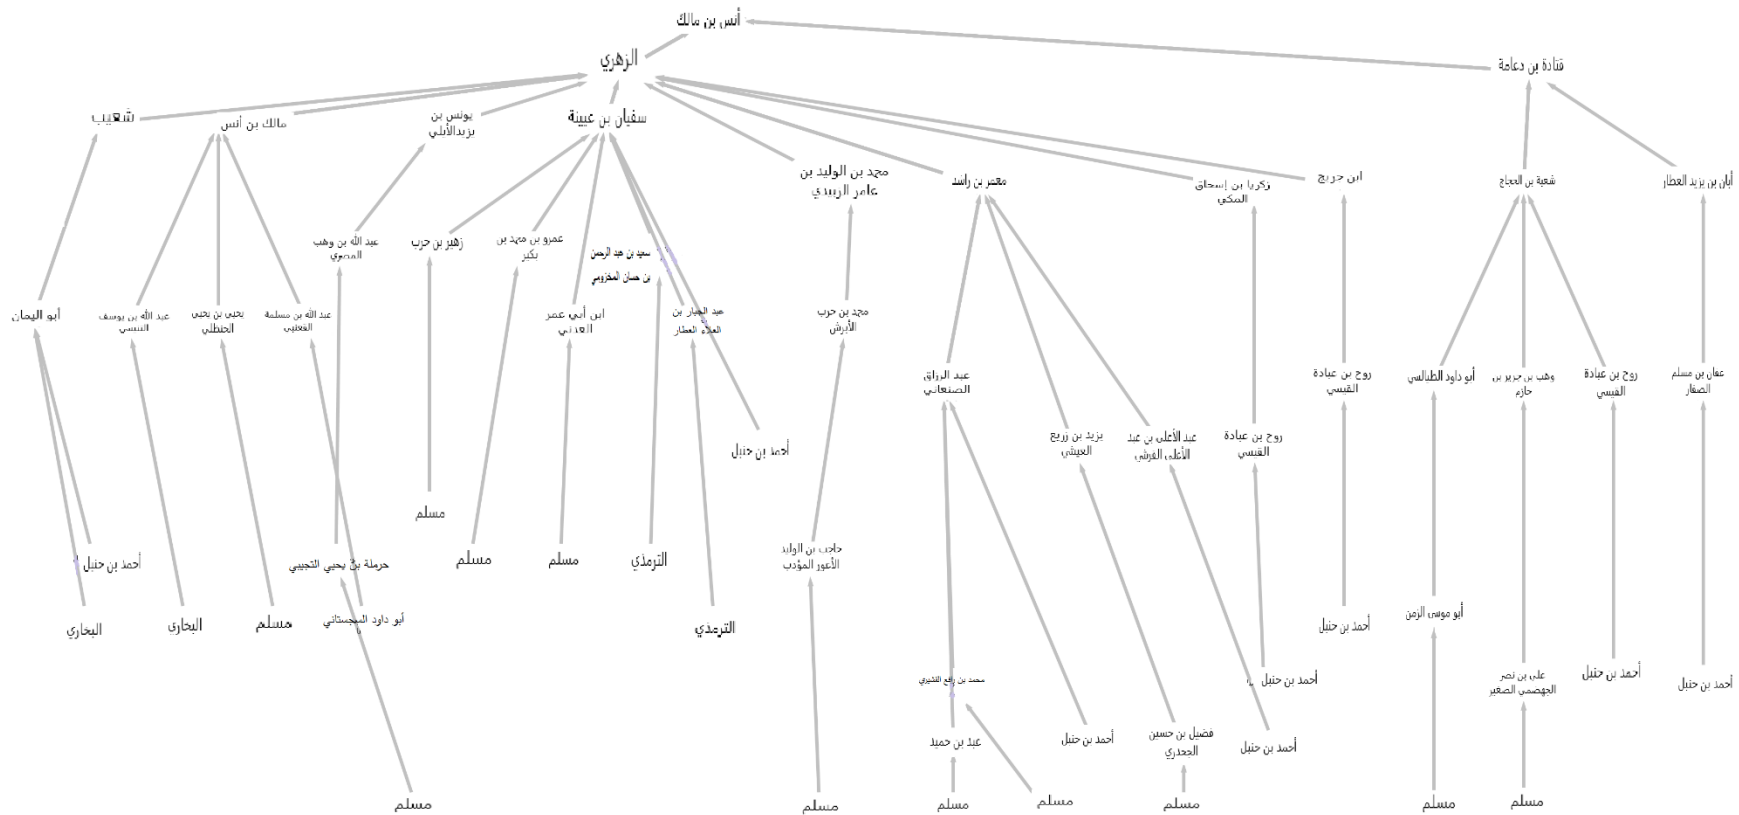 أنس بن مالك
الزهري
قتادة بن دعامة
شعيب
مالك بن أنس
يونس بن
يزيدالأيلي
سفيان بن عيينة
محمد بن الوليد بن
عامر الزبيدي
معمر بن راشد
زكريا بن إسحاق
المكي
ابن جريج
شعبة بن الحجاج
أبان بن يزيد العطار
عبد الله بن وهب
المصري
زهير بن حرب
عمرو بن محمد بن
بكير
سعيد بن عبد الرحمن
بن حسان المخزومي
أبو اليمان
عبد الله بن يوسف
التنيسي
يحيى بن يحيى
الحنظلي
عبد الله بن مسلمة
القعنبي
ابن أبي عمر
العدني
عبد الجبار بن
العلاء العطار
محمد بن حرب
الأبرش
عبد الرزاق
الصنعاني
روح بن عبادة
القيسي
أبو داود الطيالسي
وهب بن جرير بن
حازم
روح بن عبادة
القيسي
عفان بن مسلم
الصفار
أحمد بن حنبل
يزيد بن زريع
العيشي
عبد الأعلى بن عبد
الأعلى القرشي
روح بن عبادة
القيسي
مسلم
أحمد بن حنبل
حرملة بن يحيى التجيبي
مسلم
مسلم
الترمذي
حاجب بن الوليد
الأعور المؤدب
البخاري
البخاري
مسلم
أبو داود السجستاني
الترمذي
أحمد بن حنبل
أبو موسى الزمن
محمد بن رافع القشيري
أحمد بن حنبل
علي بن نصر
الجهضمي الصغير
أحمد بن حنبل
أحمد بن حنبل
عبد بن حميد
أحمد بن حنبل
فضيل بن حسين
الجحدري
أحمد بن حنبل
مسلم
مسلم
مسلم
مسلم
مسلم
مسلم
مسلم